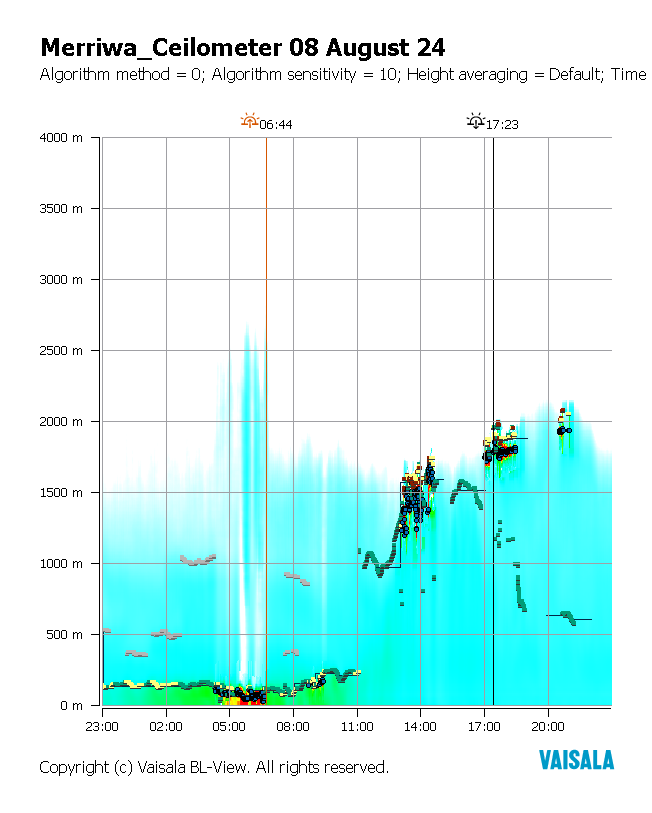 Merriwa_Ceilometer 08 August 24
Algorithm method = 0; Algorithm sensitivity = 10; Height averaging = Default; Time
06:44
17:23
4000 m
3500 m
3000 m
2500 m
2000 m
1500 m
1000 m
500 m
0 m
23:00 02:00 05:00 08:00 11:00 14:00 17:00 20:00
VAISALA
Copyright (c) Vaisala BL-View. All rights reserved.